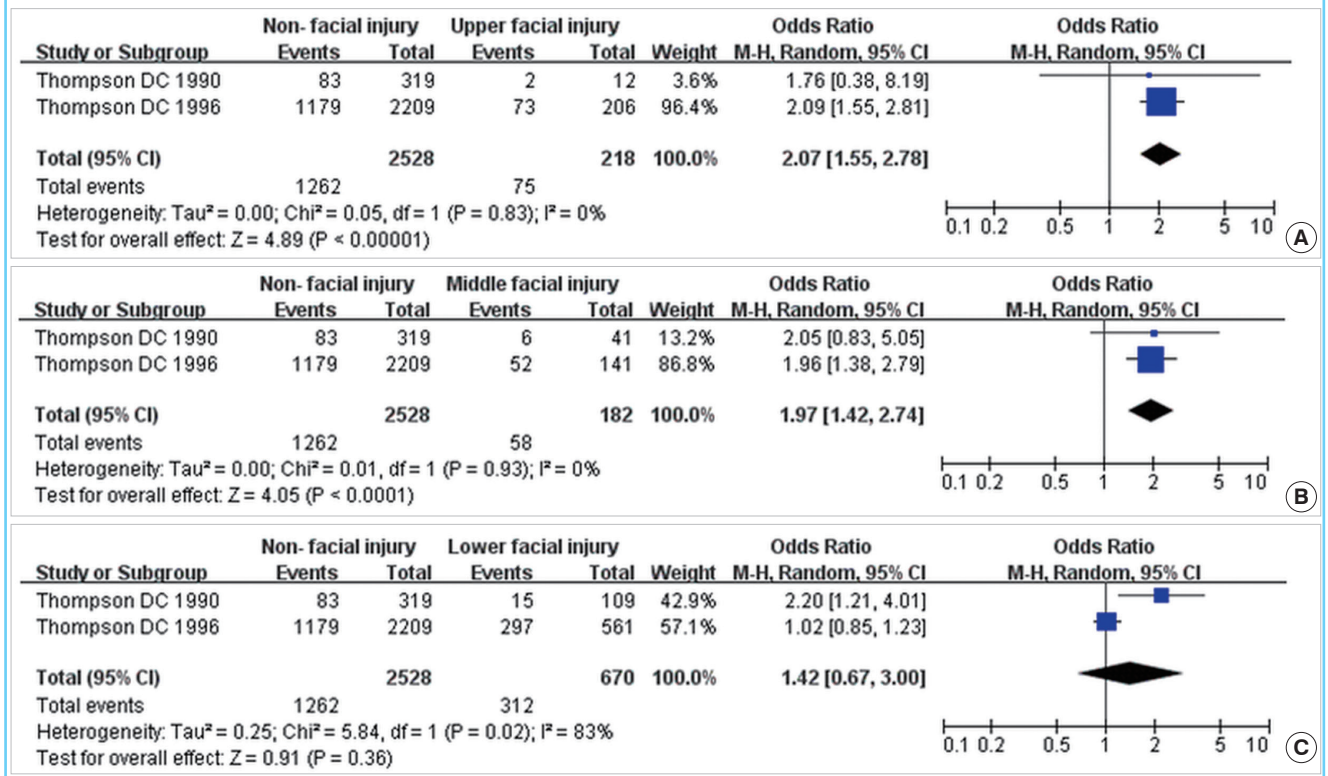 Non- facial injury Upper facial injury Odds Ratio Odds Ratio
Study or Subgroup Events Total Events Total Weight M-H, Random, 95% CI M-H, Random, 95% CI
Thompson DC 1990 83 319 2 12 3.6% 1.76 [0.38, 8.19]
Thompson DC 1996 1179 2209 73 206 96.4% 2.09 [1.55, 2.81]
Total (95% CI) 2528 218 100.0% 2.07 [1.55, 2.78]
Total events 1262 75
Heterogeneity: Tau² = 0.00; Chi² = 0.05, df = 1 (P = 0.83); I² = 0%
Test for overall effect: Z = 4.89 (P < 0.00001)
0.1 0.2 0.5 1 2 5 10
A
Non- facial injury Middle facial injury Odds Ratio Odds Ratio
Study or Subgroup Events Total Events Total Weight M-H, Random, 95% CI M-H, Random, 95% CI
Thompson DC 1990 83 319 6 41 13.2% 2.05 [0.83, 5.05]
Thompson DC 1996 1179 2209 52 141 86.8% 1.96 [1.38, 2.79]
Total (95% CI) 2528 182 100.0% 1.97 [1.42, 2.74]
Total events 1262 58
Heterogeneity: Tau² = 0.00; Chi² = 0.01, df = 1 (P = 0.93); I² = 0%
Test for overall effect: Z = 4.05 (P < 0.0001)
0.1 0.2 0.5 1 2 5 10
B
Non- facial injury Lower facial injury Odds Ratio Odds Ratio
Study or Subgroup Events Total Events Total Weight M-H, Random, 95% CI M-H, Random, 95% CI
Thompson DC 1990 83 319 15 109 42.9% 2.20 [1.21, 4.01]
Thompson DC 1996 1179 2209 297 561 57.1% 1.02 [0.85, 1.23]
Total (95% CI) 2528 670 100.0% 1.42 [0.67, 3.00]
Total events 1262 312
Heterogeneity: Tau² = 0.25; Chi² = 5.84, df = 1 (P = 0.02); I² = 83%
Test for overall effect: Z = 0.91 (P = 0.36)
0.1 0.2 0.5 1 2 5 10
C